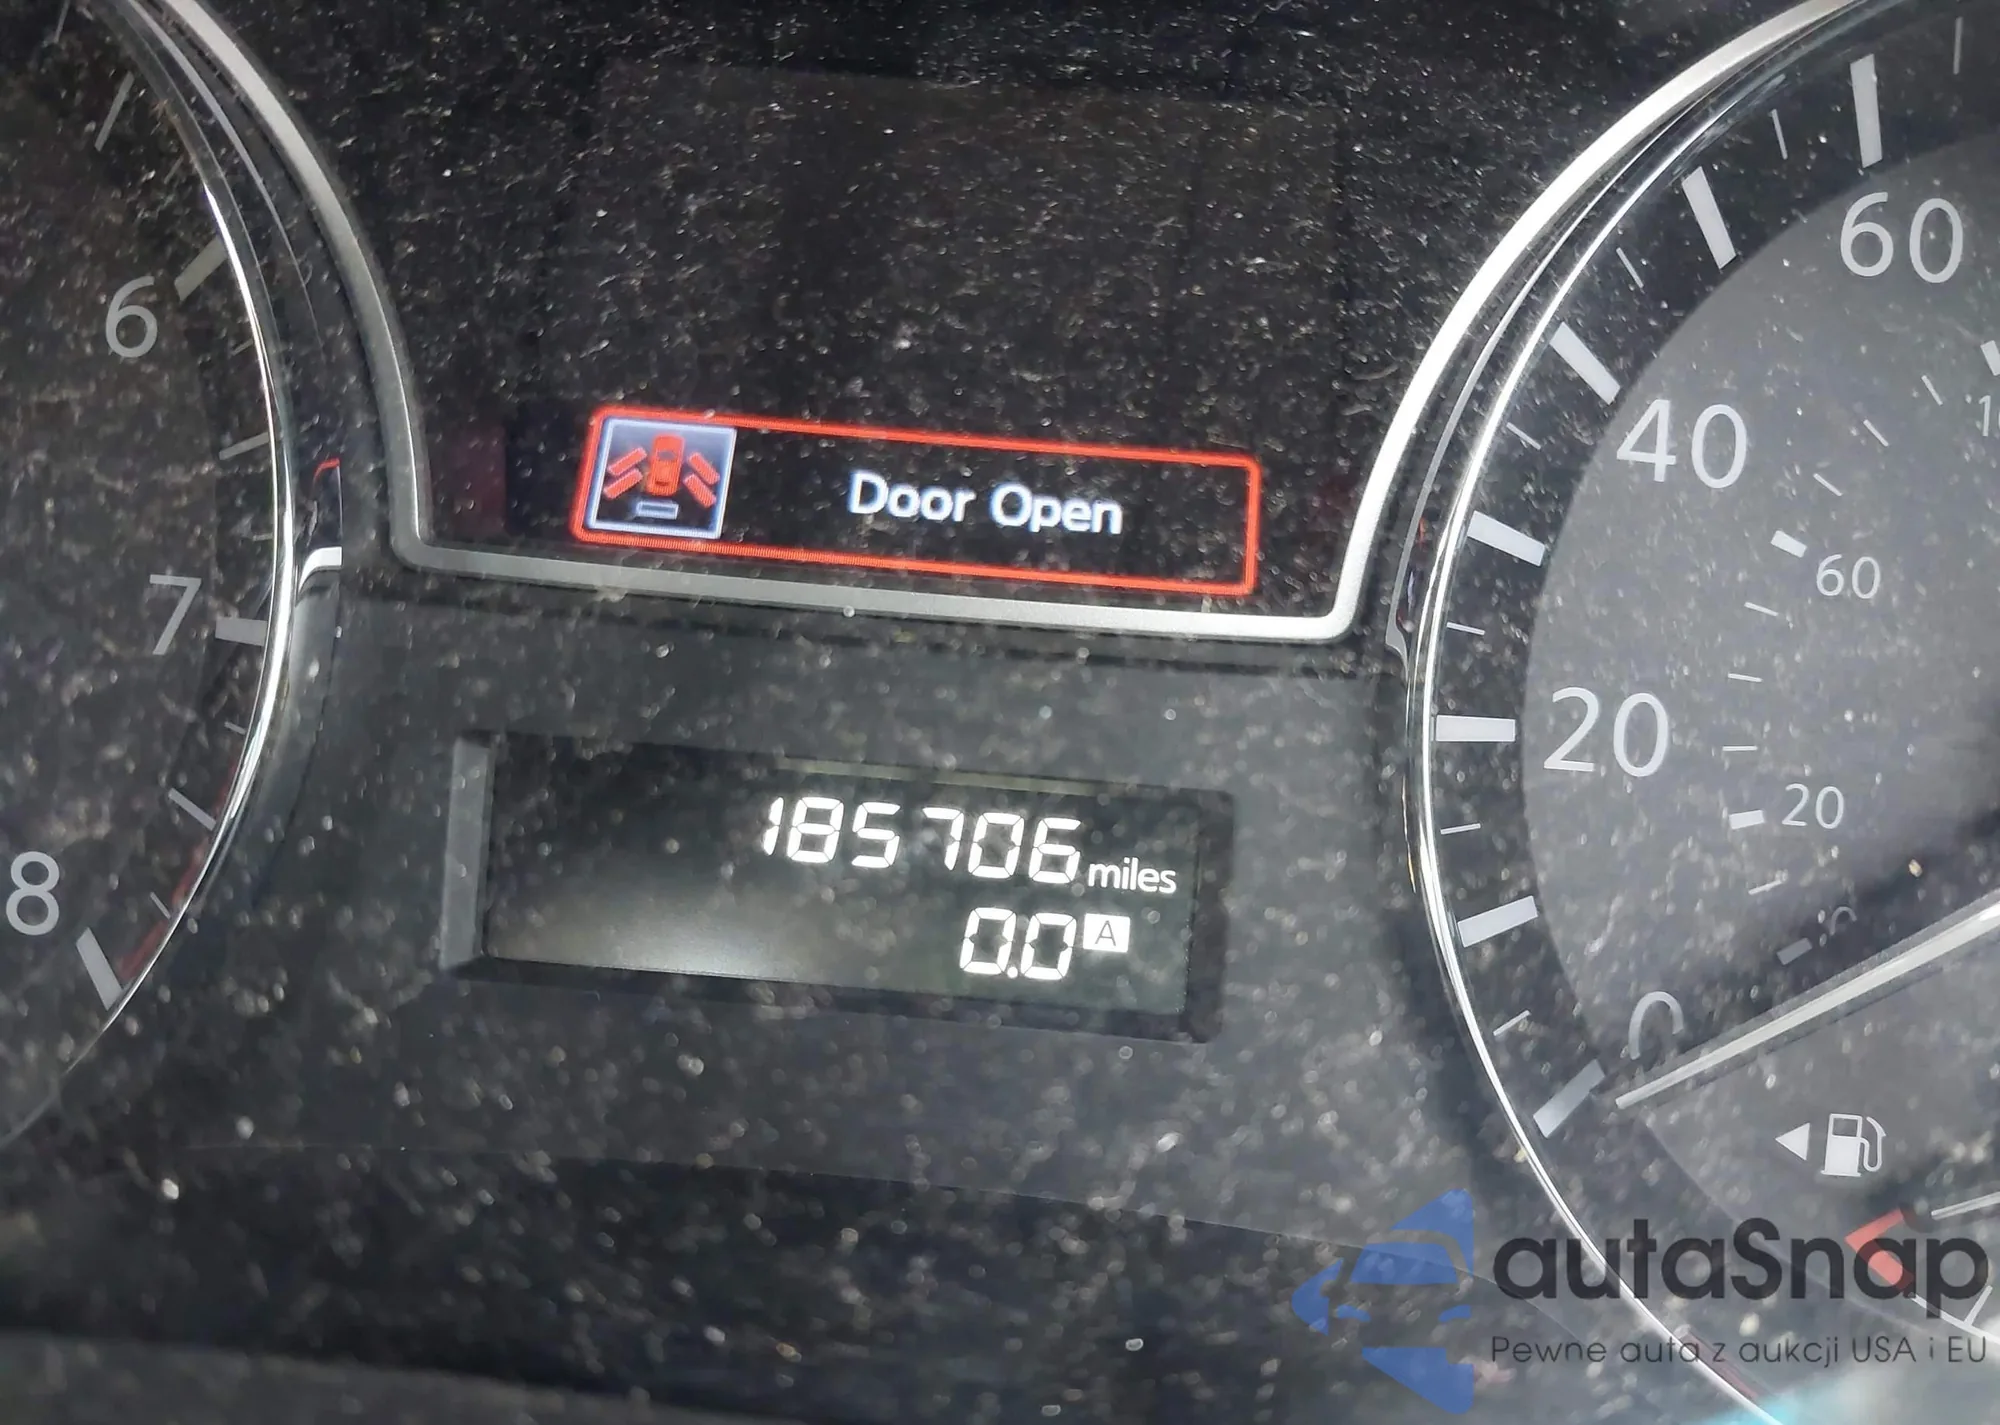 6
7
8
Door Open
185706 miles
0.0 A
60
40
60
20
20
0
autaSnap
Pewne auta z aukcji USA i EU